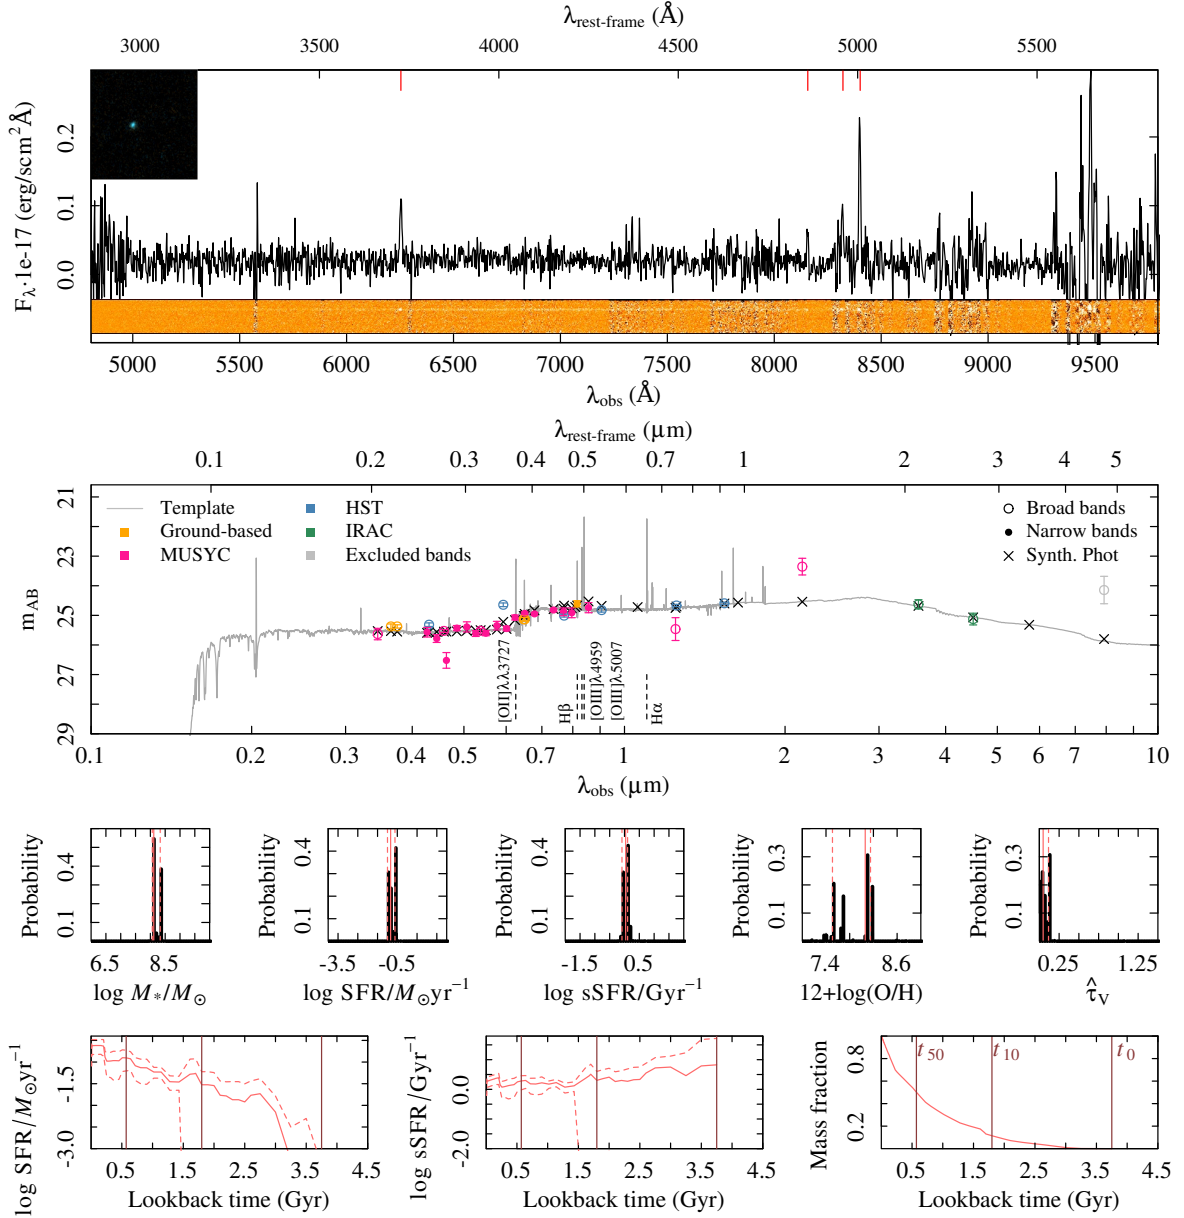 λrest-frame (Å)
3000 3500 4000 4500 5000 5500
Fλ·1e-17 (erg/scm²Å)
0.0 0.1 0.2
5000 5500 6000 6500 7000 7500 8000 8500 9000 9500
λobs (Å)
λrest-frame (μm)
0.1 0.2 0.3 0.4 0.5 0.7 1 2 3 4 5
mAB
21 23 25 27 29
Template
Ground-based
MUSYC
HST
IRAC
Excluded bands
Broad bands
Narrow bands
Synth. Phot
[OII]λλ3727
Hβ
[OIII]λ4959
[OIII]λ5007
Hα
0.1 0.2 0.3 0.4 0.5 0.7 1 2 3 4 5 6 7 10
λobs (μm)
Probability
0.1 0.4
6.5 8.5
log M*/M⊙
Probability
0.1 0.4
-3.5 -0.5
log SFR/M⊙yr⁻¹
Probability
0.1 0.4
-1.5 0.5
log sSFR/Gyr⁻¹
Probability
0.1 0.3
7.4 8.6
12+log(O/H)
Probability
0.1 0.3
0.25 1.25
τ̂V
log SFR/M⊙yr⁻¹
-3.0 -1.5
0.5 1.5 2.5 3.5 4.5
Lookback time (Gyr)
log sSFR/Gyr⁻¹
-2.0 0.0
0.5 1.5 2.5 3.5 4.5
Lookback time (Gyr)
Mass fraction
0.2 0.8
t50 t10 t0
0.5 1.5 2.5 3.5 4.5
Lookback time (Gyr)